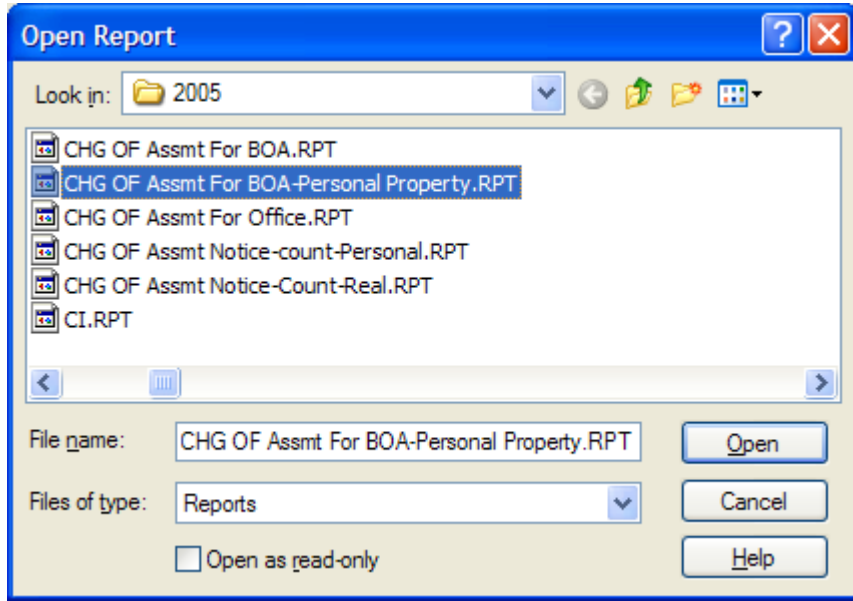 Open Report
Look in: 2005
CHG OF Assmt For BOA.RPT
CHG OF Assmt For BOA-Personal Property.RPT
CHG OF Assmt For Office.RPT
CHG OF Assmt Notice-count-Personal.RPT
CHG OF Assmt Notice-Count-Real.RPT
CI.RPT
File name: CHG OF Assmt For BOA-Personal Property.RPT Open
Files of type: Reports Cancel
Open as read-only Help